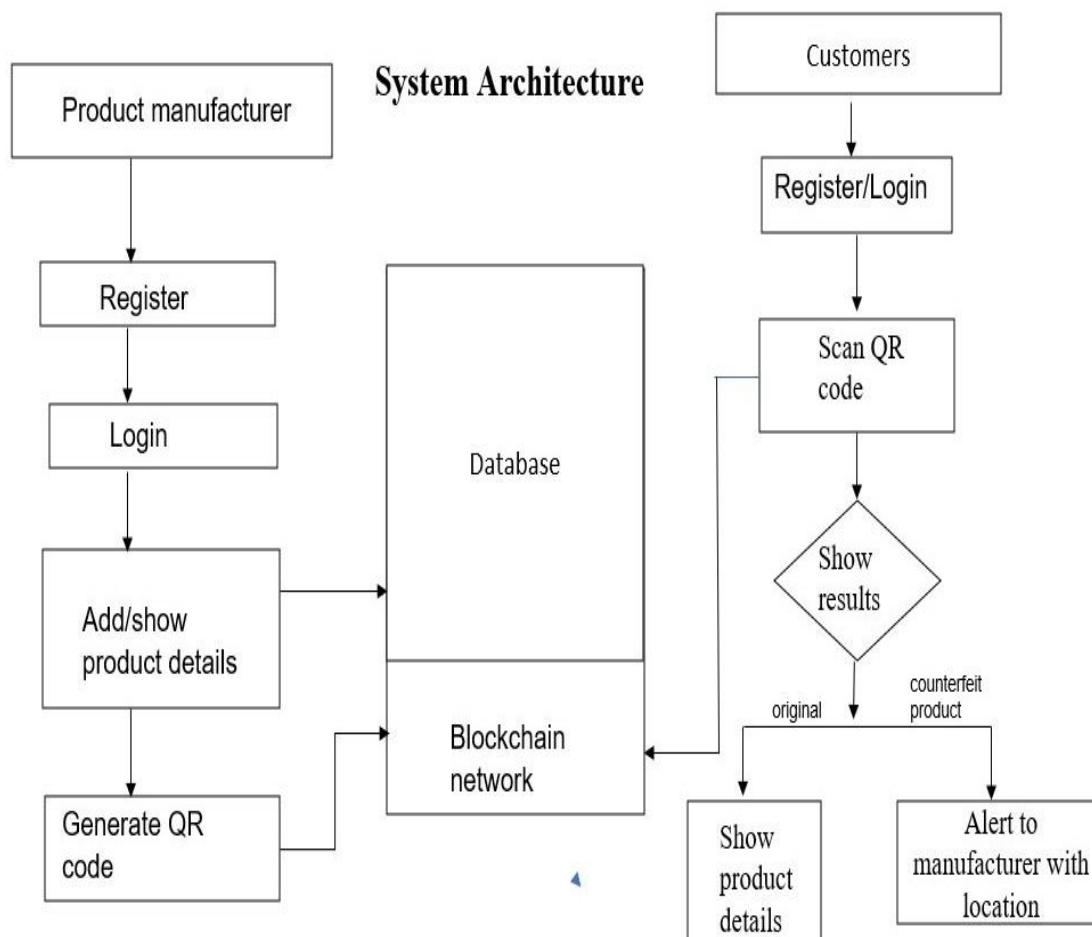 System Architecture
Product manufacturer
Register
Login
Add/show
product details
Generate QR
code
Database
Blockchain
network
Customers
Register/Login
Scan QR
code
Show
results
original
counterfeit
product
Show
product
details
Alert to
manufacturer with
location